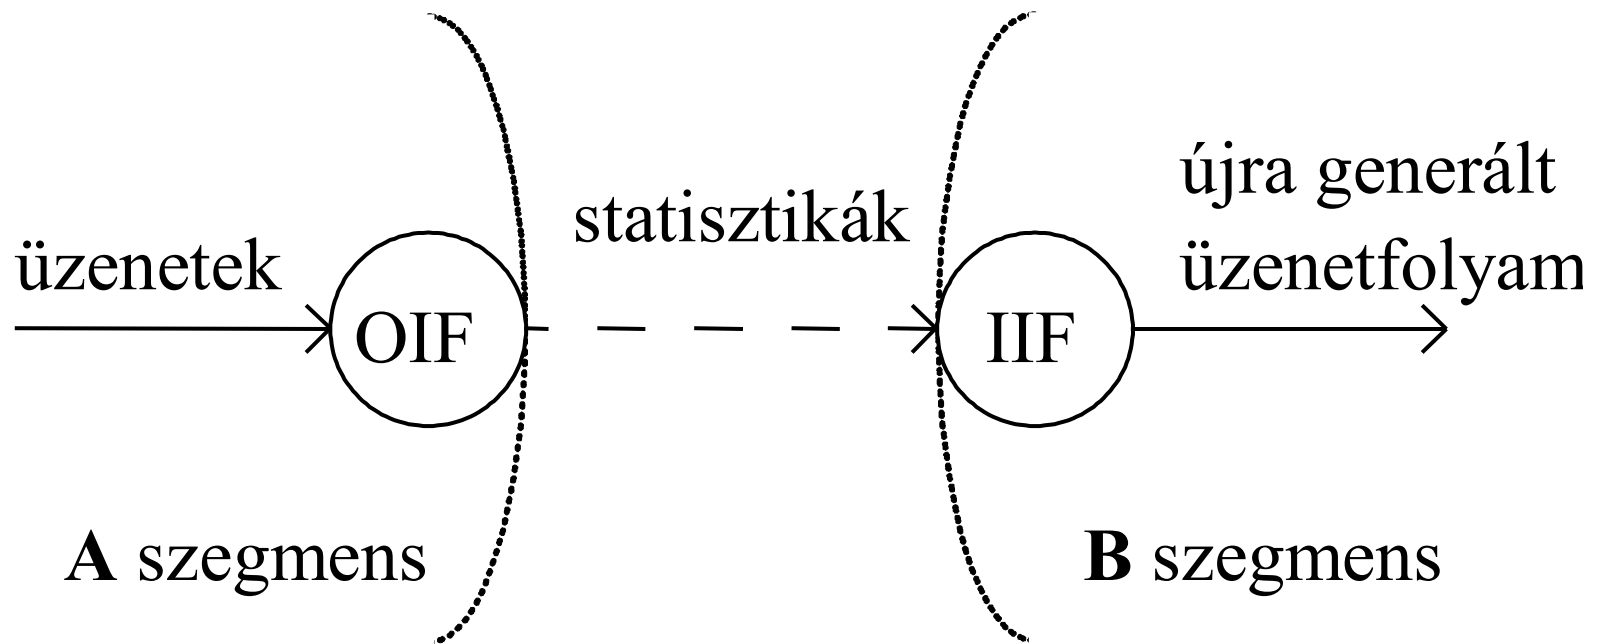 üzenetek
OIF
statisztikák
IIF
újra generált
üzenetfolyam
A szegmens
B szegmens